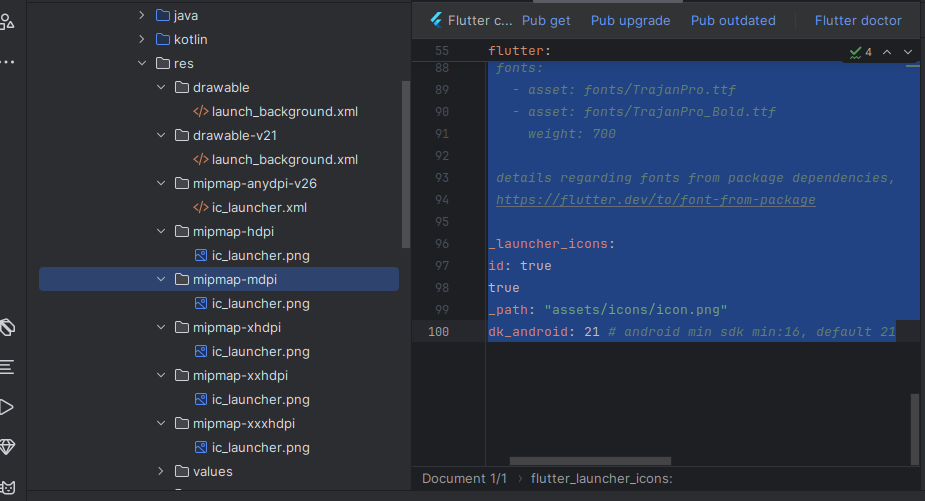 java
kotlin
res
drawable
launch_background.xml
drawable-v21
launch_background.xml
mipmap-anydpi-v26
ic_launcher.xml
mipmap-hdpi
ic_launcher.png
mipmap-mdpi
ic_launcher.png
mipmap-xhdpi
ic_launcher.png
mipmap-xxhdpi
ic_launcher.png
mipmap-xxxhdpi
ic_launcher.png
values
Flutter c... Pub get Pub upgrade Pub outdated Flutter doctor
55 flutter: 4
88 fonts:
89 - asset: fonts/TrajanPro.ttf
90 - asset: fonts/TrajanPro_Bold.ttf
91 weight: 700
92
93 details regarding fonts from package dependencies,
94 https://flutter.dev/to/font-from-package
95
96 _launcher_icons:
97 id: true
98 true
99 _path: "assets/icons/icon.png"
100 dk_android: 21 # android min sdk min:16, default 21
Document 1/1 › flutter_launcher_icons: